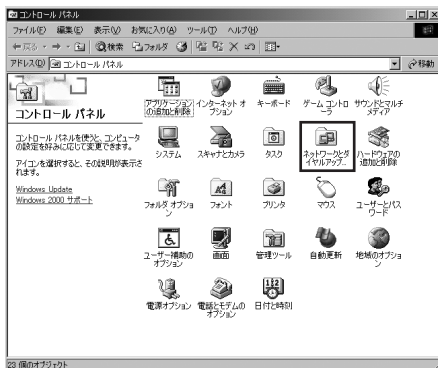 コントロール パネル
ファイル(F) 編集(E) 表示(V) お気に入り(A) ツール(T) ヘルプ(H)
戻る 検索 フォルダ
アドレス(D) コントロール パネル 移動
コントロール パネル
コントロール パネルを使うと、コンピュータ
の設定を好みに応じて変更できます。
アイコンを選択すると、その説明が表示さ
れます。
Windows Update
Windows 2000 サポート
アプリケーション
の追加と削除
インターネット オ
プション
キーボード
ゲーム コントロ
ーラ
サウンドとマルチ
メディア
システム
スキャナとカメラ
タスク
ネットワークとダ
イヤルアップ...
ハードウェアの
追加と削除
フォルダ オプショ
ン
フォント
プリンタ
マウス
ユーザーとパス
ワード
ユーザー補助の
オプション
画面
管理ツール
自動更新
地域のオプショ
ン
電源オプション
電話とモデムの
オプション
日付と時刻
23 個のオブジェクト